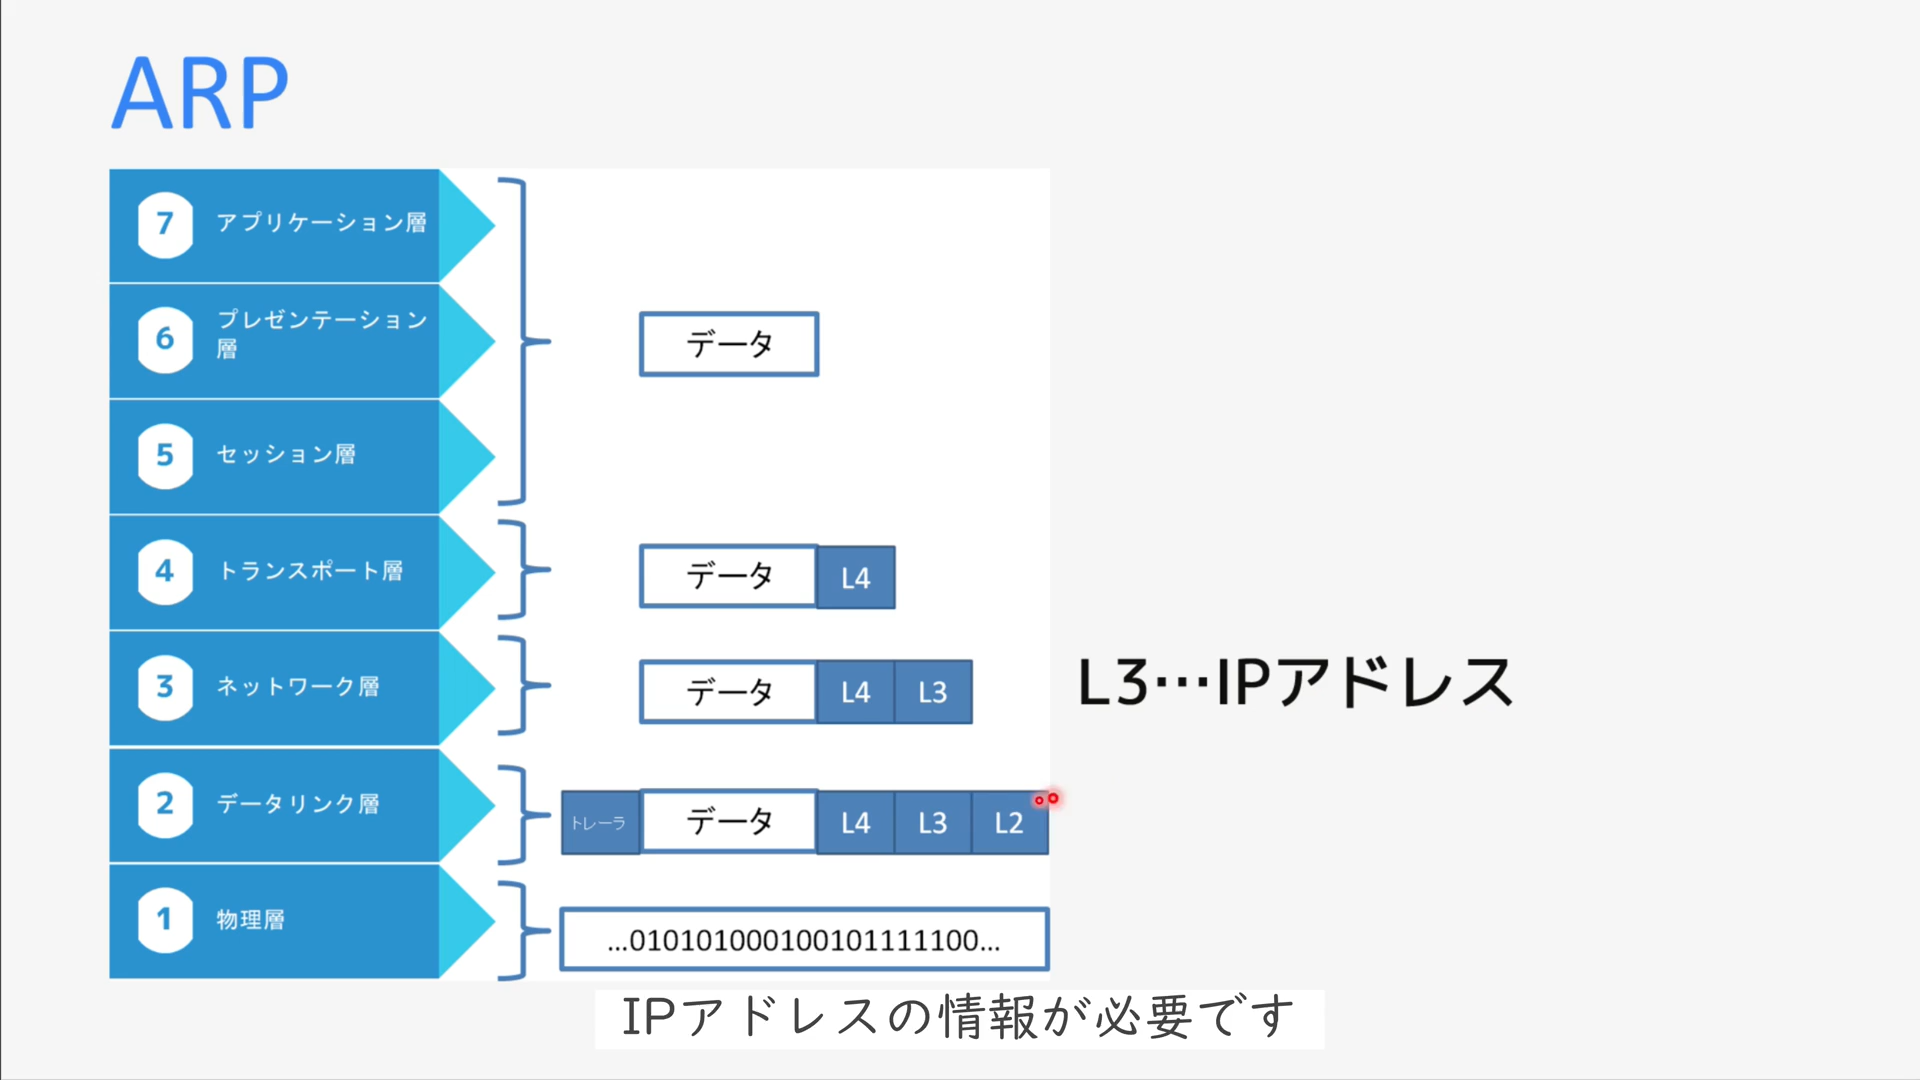 ARP
7 アプリケーション層
6 プレゼンテーション
層
データ
5 セッション層
4 トランスポート層
データ L4
3 ネットワーク層
データ L4 L3
L3…IPアドレス
2 データリンク層
トレーラ データ L4 L3 L2
1 物理層
...010101000100101111100...
IPアドレスの情報が必要です